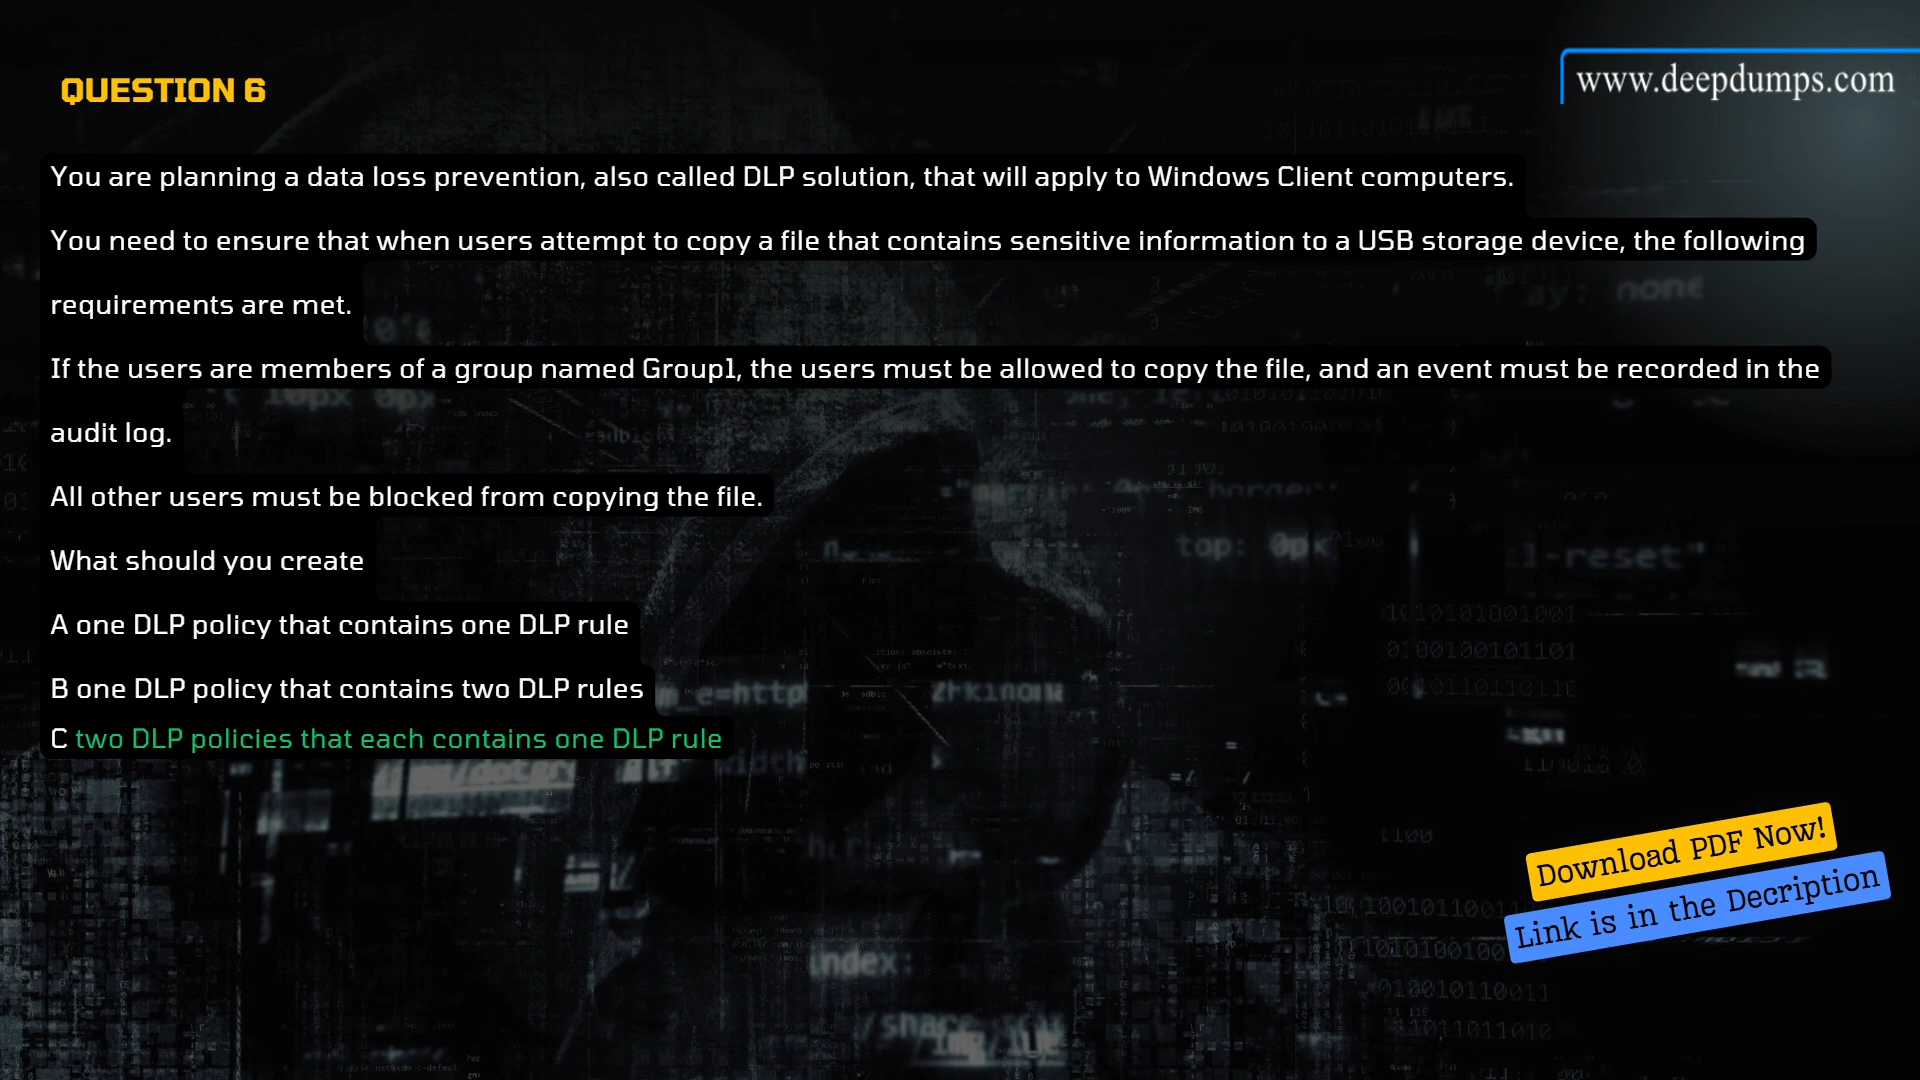 QUESTION 6
www.deepdumps.com
You are planning a data loss prevention, also called DLP solution, that will apply to Windows Client computers.
You need to ensure that when users attempt to copy a file that contains sensitive information to a USB storage device, the following
requirements are met.
If the users are members of a group named Group1, the users must be allowed to copy the file, and an event must be recorded in the
audit log.
All other users must be blocked from copying the file.
What should you create
A one DLP policy that contains one DLP rule
B one DLP policy that contains two DLP rules
C two DLP policies that each contains one DLP rule
Download PDF Now!
Link is in the Decription